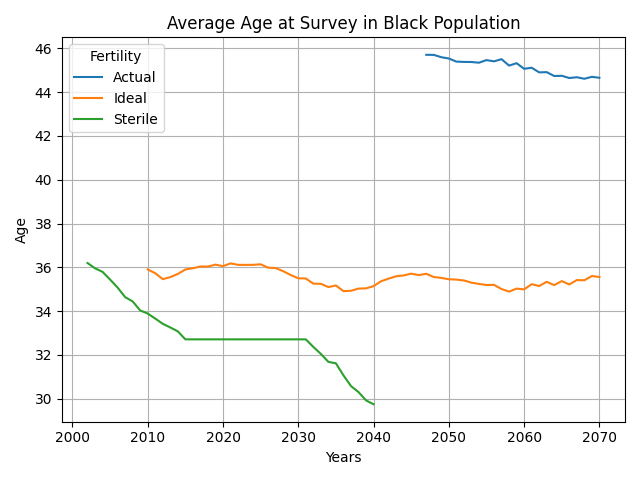 Average Age at Survey in Black Population
Fertility
Actual
Ideal
Sterile
Age
46
44
42
40
38
36
34
32
30
2000 2010 2020 2030 2040 2050 2060 2070
Years